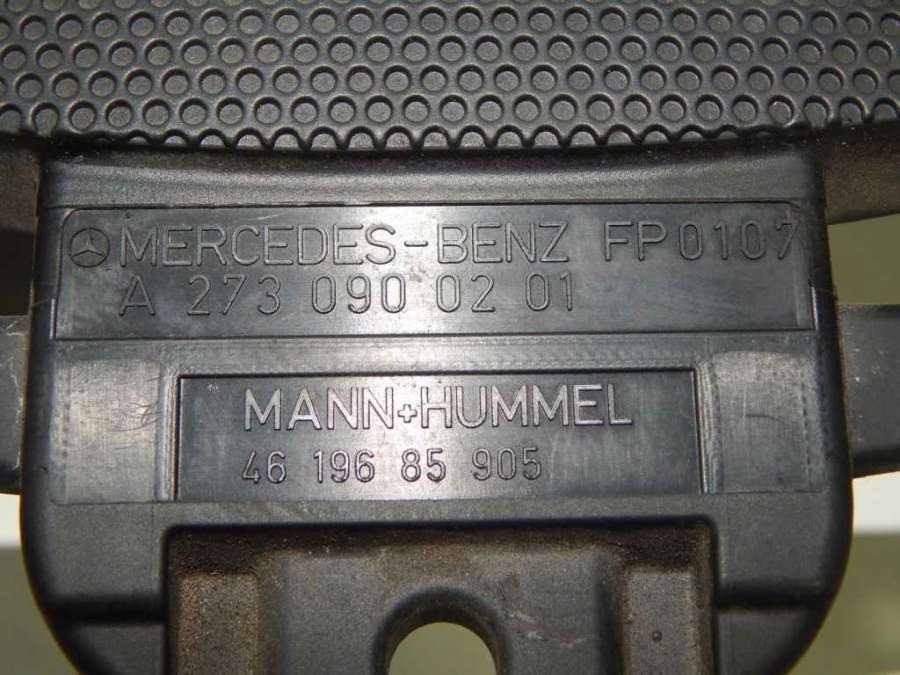 MERCEDES-BENZ FP0107
A 273 090 02 01
MANN+HUMMEL
46 196 85 905